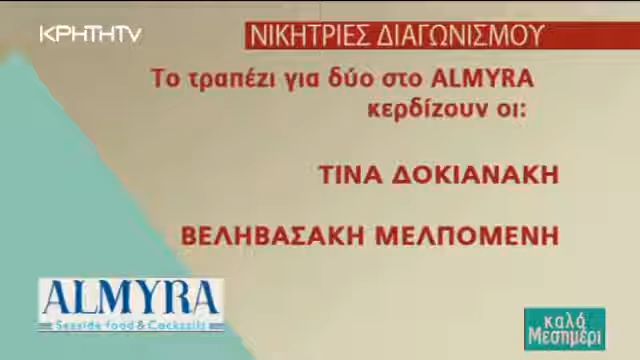 ΚΡΗΤΗTV
ΝΙΚΗΤΡΙΕΣ ΔΙΑΓΩΝΙΣΜΟΥ
Το τραπέζι για δύο στο ALMYRA
κερδίζουν οι:
ΤΙΝΑ ΔΟΚΙΑΝΑΚΗ
ΒΕΛΗΒΑΣΑΚΗ ΜΕΛΠΟΜΕΝΗ
ALMYRA
Seaside food & Cocktails
καλό
Μεσημέρι